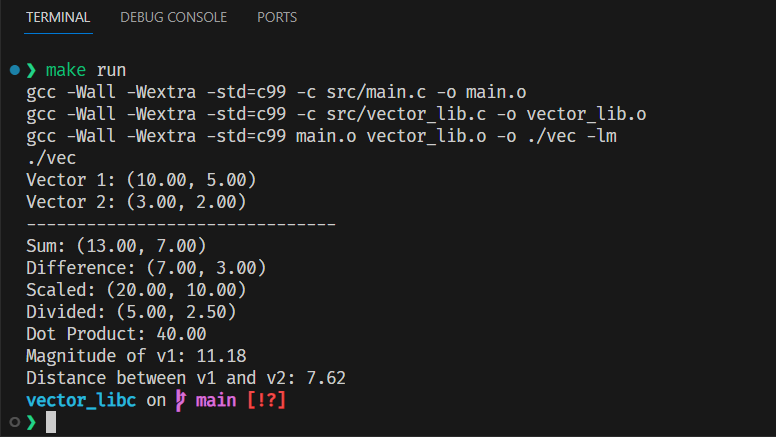 TERMINAL DEBUG CONSOLE PORTS
❯ make run
gcc -Wall -Wextra -std=c99 -c src/main.c -o main.o
gcc -Wall -Wextra -std=c99 -c src/vector_lib.c -o vector_lib.o
gcc -Wall -Wextra -std=c99 main.o vector_lib.o -o ./vec -lm
./vec
Vector 1: (10.00, 5.00)
Vector 2: (3.00, 2.00)
-------------------------------
Sum: (13.00, 7.00)
Difference: (7.00, 3.00)
Scaled: (20.00, 10.00)
Divided: (5.00, 2.50)
Dot Product: 40.00
Magnitude of v1: 11.18
Distance between v1 and v2: 7.62
vector_libc on main [!?]
❯